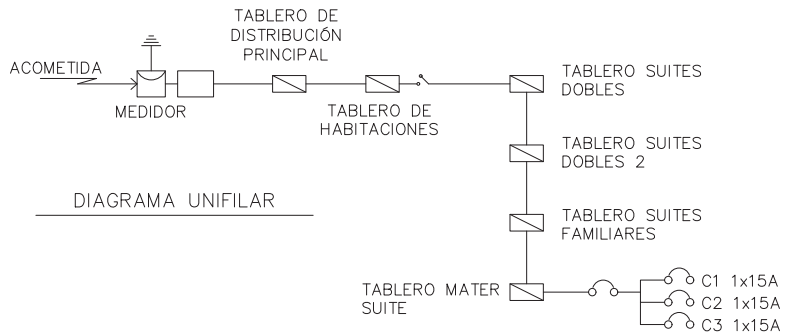 TABLERO DE
DISTRIBUCIÓN
PRINCIPAL
ACOMETIDA
MEDIDOR
TABLERO DE
HABITACIONES
TABLERO SUITES
DOBLES
TABLERO SUITES
DOBLES 2
DIAGRAMA UNIFILAR
TABLERO SUITES
FAMILIARES
TABLERO MATER
SUITE
C1 1x15A
C2 1x15A
C3 1x15A